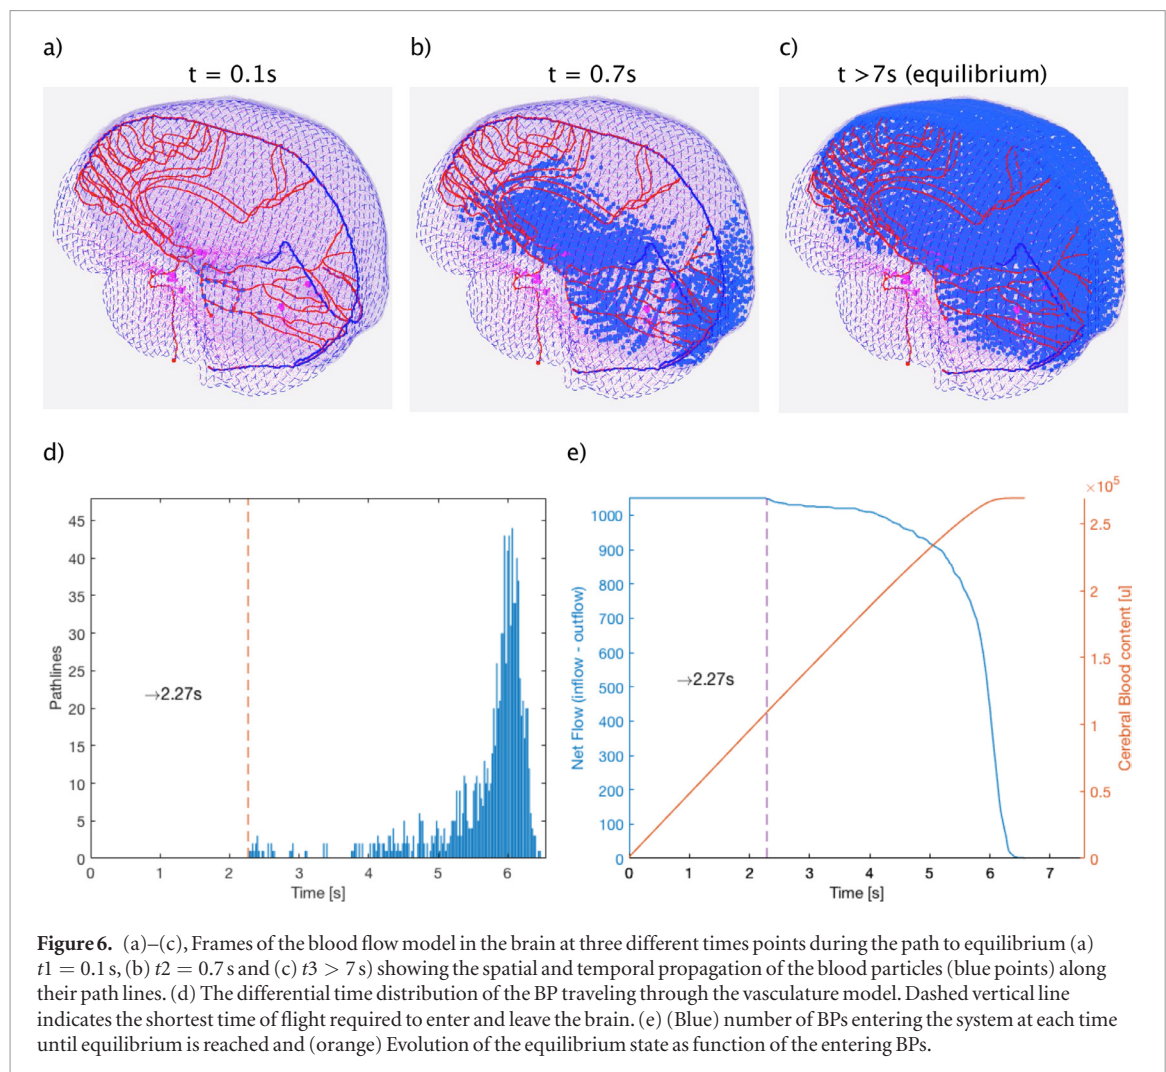 a)
t = 0.1s
b)
t = 0.7s
c)
t >7s (equilibrium)
d)
45
40
35
30
25
20
15
10
5
0
Pathlines
→2.27s
0 1 2 3 4 5 6
Time [s]
e)
1000
900
800
700
600
500
400
300
200
100
0
Net Flow (inflow - outflow)
→2.27s
0 1 2 3 4 5 6 7
Time [s]
×10⁵
2.5
2
1.5
1
0.5
0
Cerebral Blood content [u]
Figure 6. (a)–(c), Frames of the blood flow model in the brain at three different times points during the path to equilibrium (a)
t1 = 0.1 s, (b) t2 = 0.7 s and (c) t3 > 7 s) showing the spatial and temporal propagation of the blood particles (blue points) along
their path lines. (d) The differential time distribution of the BP traveling through the vasculature model. Dashed vertical line
indicates the shortest time of flight required to enter and leave the brain. (e) (Blue) number of BPs entering the system at each time
until equilibrium is reached and (orange) Evolution of the equilibrium state as function of the entering BPs.